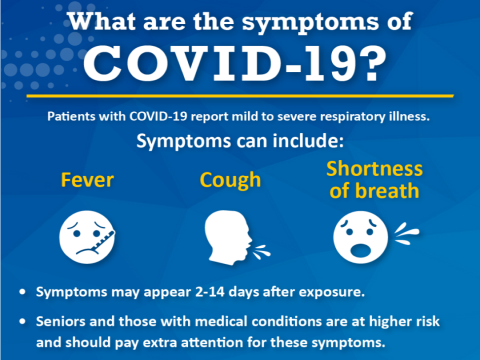 What are the symptoms of
COVID-19?
Patients with COVID-19 report mild to severe respiratory illness.
Symptoms can include:
Fever
Cough
Shortness
of breath
• Symptoms may appear 2-14 days after exposure.
• Seniors and those with medical conditions are at higher risk
and should pay extra attention for these symptoms.